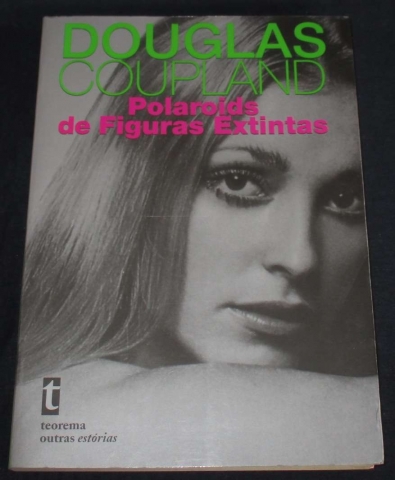 DOUGLAS
COUPLAND
Polaroids
de Figuras Extintas
t
teorema
outras estórias